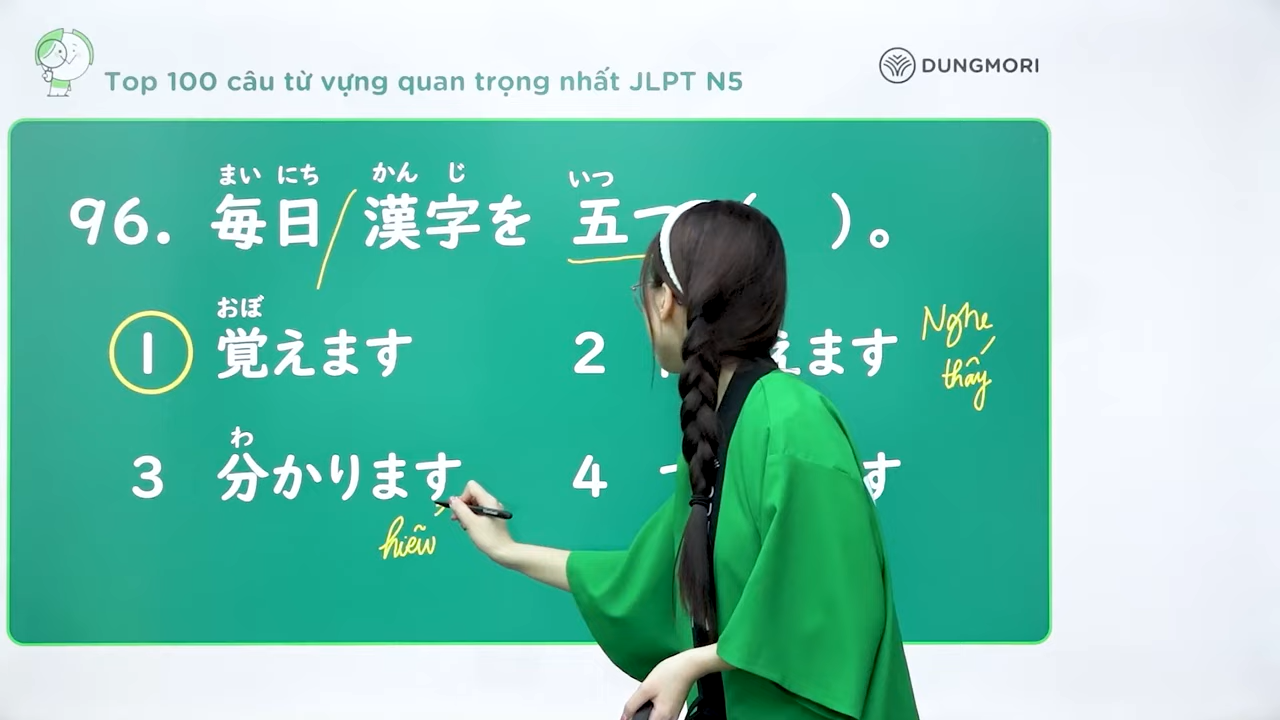 Top 100 câu từ vựng quan trọng nhất JLPT N5
DUNGMORI
まい にち かん じ いつ
96. 毎日/漢字を 五つ ( )。
おぼ
1 覚えます 2 えます
Nghe
thấy
わ
3 分かります 4 す
hiểu